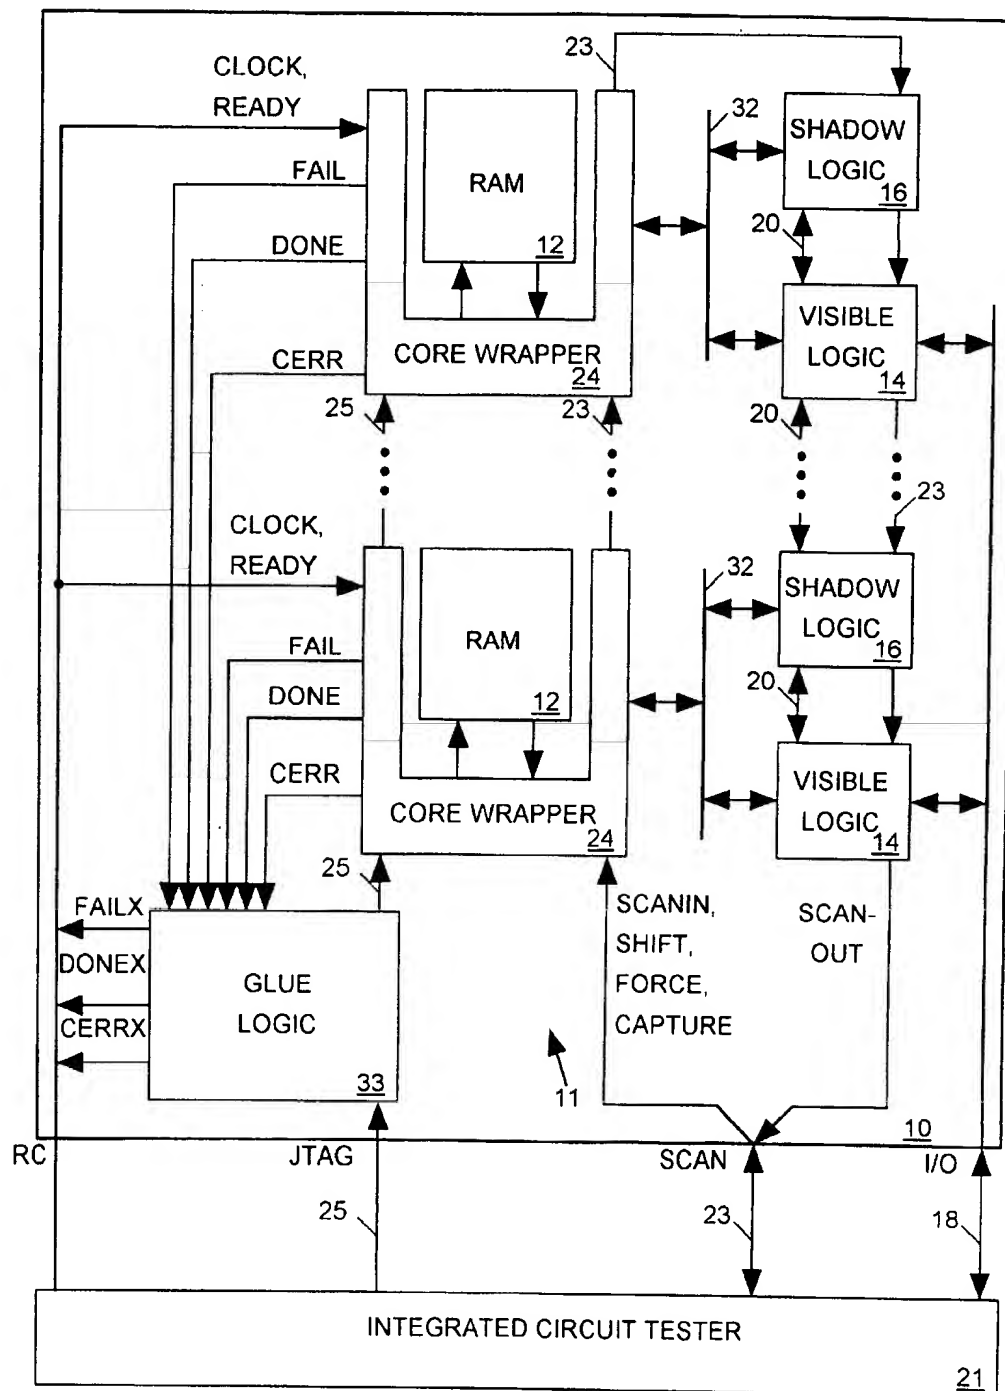 23
CLOCK,
READY
32
SHADOW
LOGIC
16
RAM
FAIL
12
20
DONE
VISIBLE
LOGIC
14
CORE WRAPPER
24
CERR
25
23
20
23
CLOCK,
READY
32
SHADOW
LOGIC
16
RAM
FAIL
12
20
DONE
VISIBLE
LOGIC
14
CERR
CORE WRAPPER
24
25
FAILX
SCANIN,
SHIFT,
FORCE,
CAPTURE
SCAN-
OUT
DONEX
GLUE
LOGIC
CERRX
33
11
10
RC
JTAG
SCAN
I/O
25
23
18
INTEGRATED CIRCUIT TESTER
21